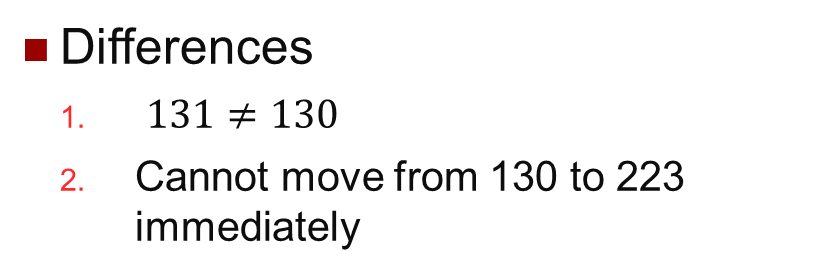 Differences
1. 131 ≠ 130
2. Cannot move from 130 to 223
immediately